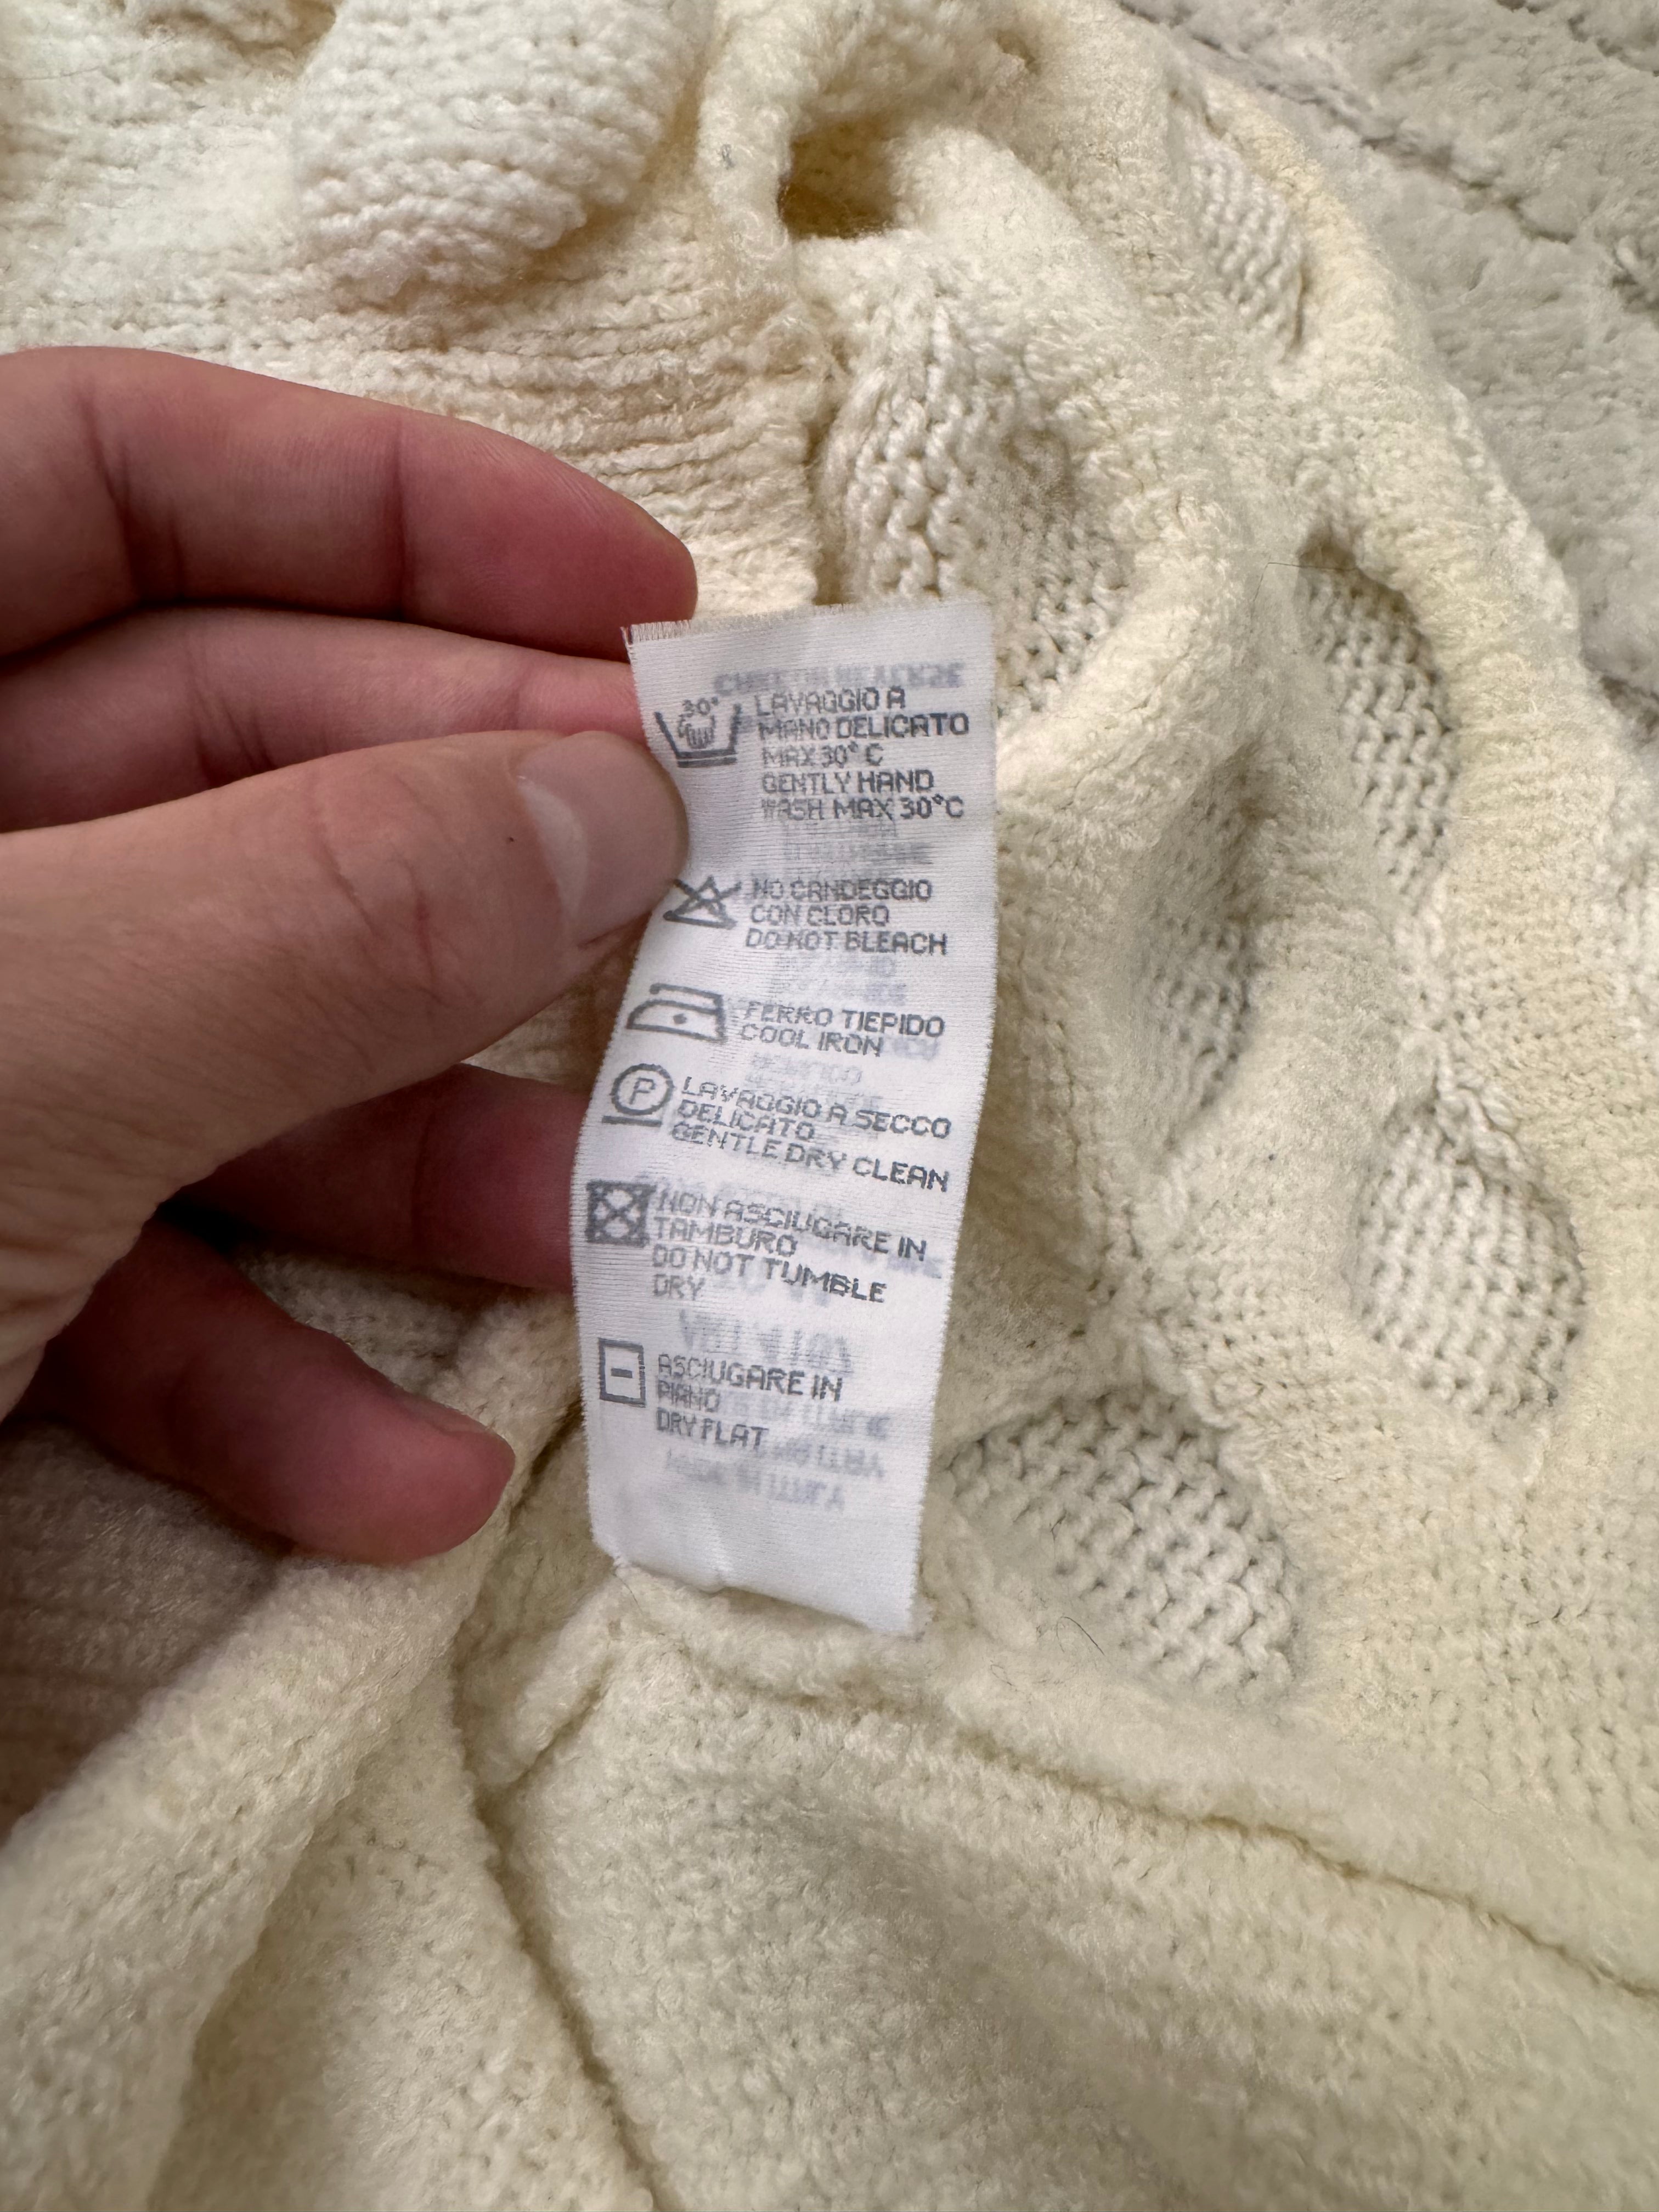 30°
LAVAGGIO A
MANO DELICATO
MAX 30° C
GENTLY HAND
WASH MAX 30°C
NO CANDEGGIO
CON CLORO
DO NOT BLEACH
FERRO TIEPIDO
COOL IRON
P
LAVAGGIO A SECCO
DELICATO
GENTLE DRY CLEAN
NON ASCIUGARE IN
TAMBURO
DO NOT TUMBLE
DRY
ASCIUGARE IN
PIANO
DRY FLAT